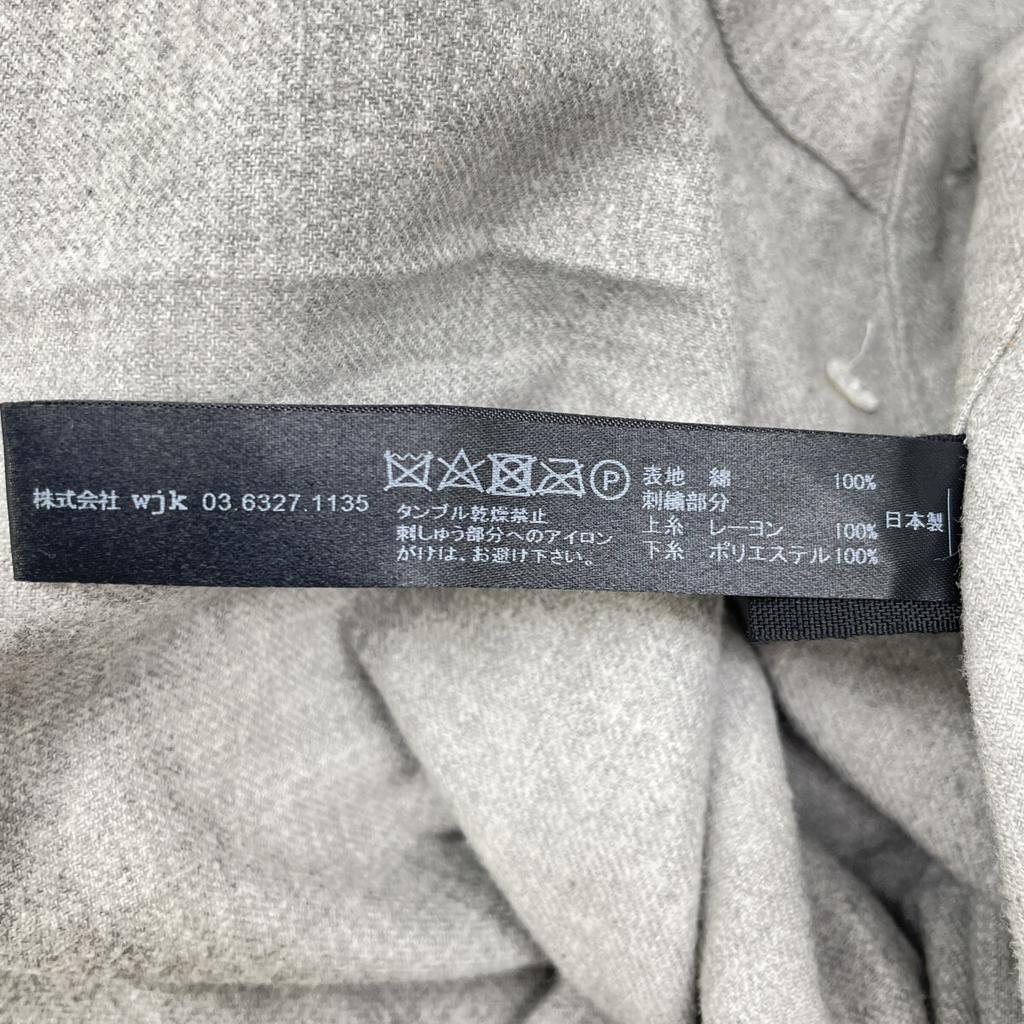 株式会社 wjk 03.6327.1135
P
タンブル乾燥禁止
刺しゅう部分へのアイロン
がけは、お避け下さい。
表地 綿 100%
刺繍部分
上糸 レーヨン 100%
下糸 ポリエステル 100%
日本製